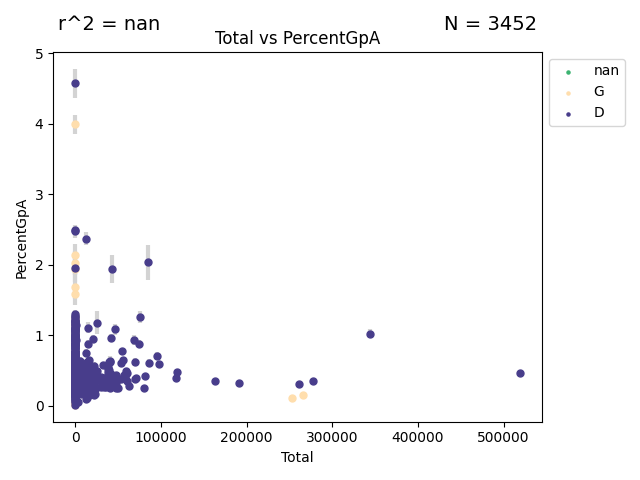 r^2 = nan
N = 3452
Total vs PercentGpA
5
4
3
2
1
0
PercentGpA
0
100000
200000
300000
400000
500000
Total
nan
G
D